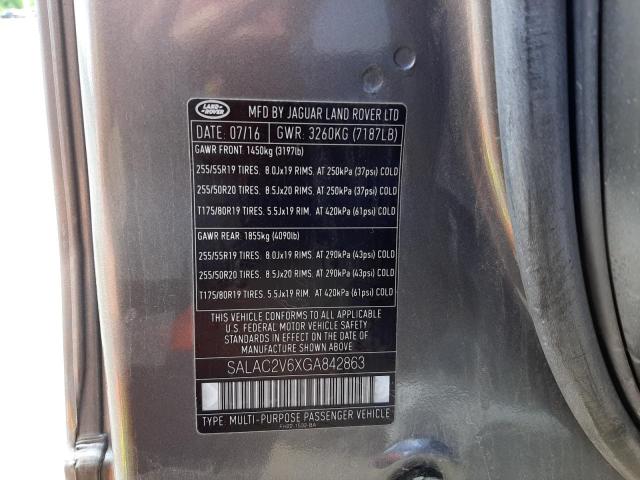 LAND-ROVER MFD BY JAGUAR LAND ROVER LTD
DATE: 07/16 GWR: 3260KG (7187LB)
GAWR FRONT: 1450kg (3197lb)
255/55R19 TIRES. 8.0Jx19 RIMS. AT 250kPa (37psi) COLD
255/50R20 TIRES. 8.5Jx20 RIMS. AT 250kPa (37psi) COLD
T175/80R19 TIRES. 5.5Jx19 RIM. AT 420kPa (61psi) COLD
GAWR REAR: 1855kg (4090lb)
255/55R19 TIRES. 8.0Jx19 RIMS. AT 290kPa (43psi) COLD
255/50R20 TIRES. 8.5Jx20 RIMS. AT 290kPa (43psi) COLD
T175/80R19 TIRES. 5.5Jx19 RIM. AT 420kPa (61psi) COLD
THIS VEHICLE CONFORMS TO ALL APPLICABLE
U.S. FEDERAL MOTOR VEHICLE SAFETY
STANDARDS IN EFFECT ON THE DATE OF
MANUFACTURE SHOWN ABOVE
SALAC2V6XGA842863
TYPE: MULTI-PURPOSE PASSENGER VEHICLE
FH22-1532-BA